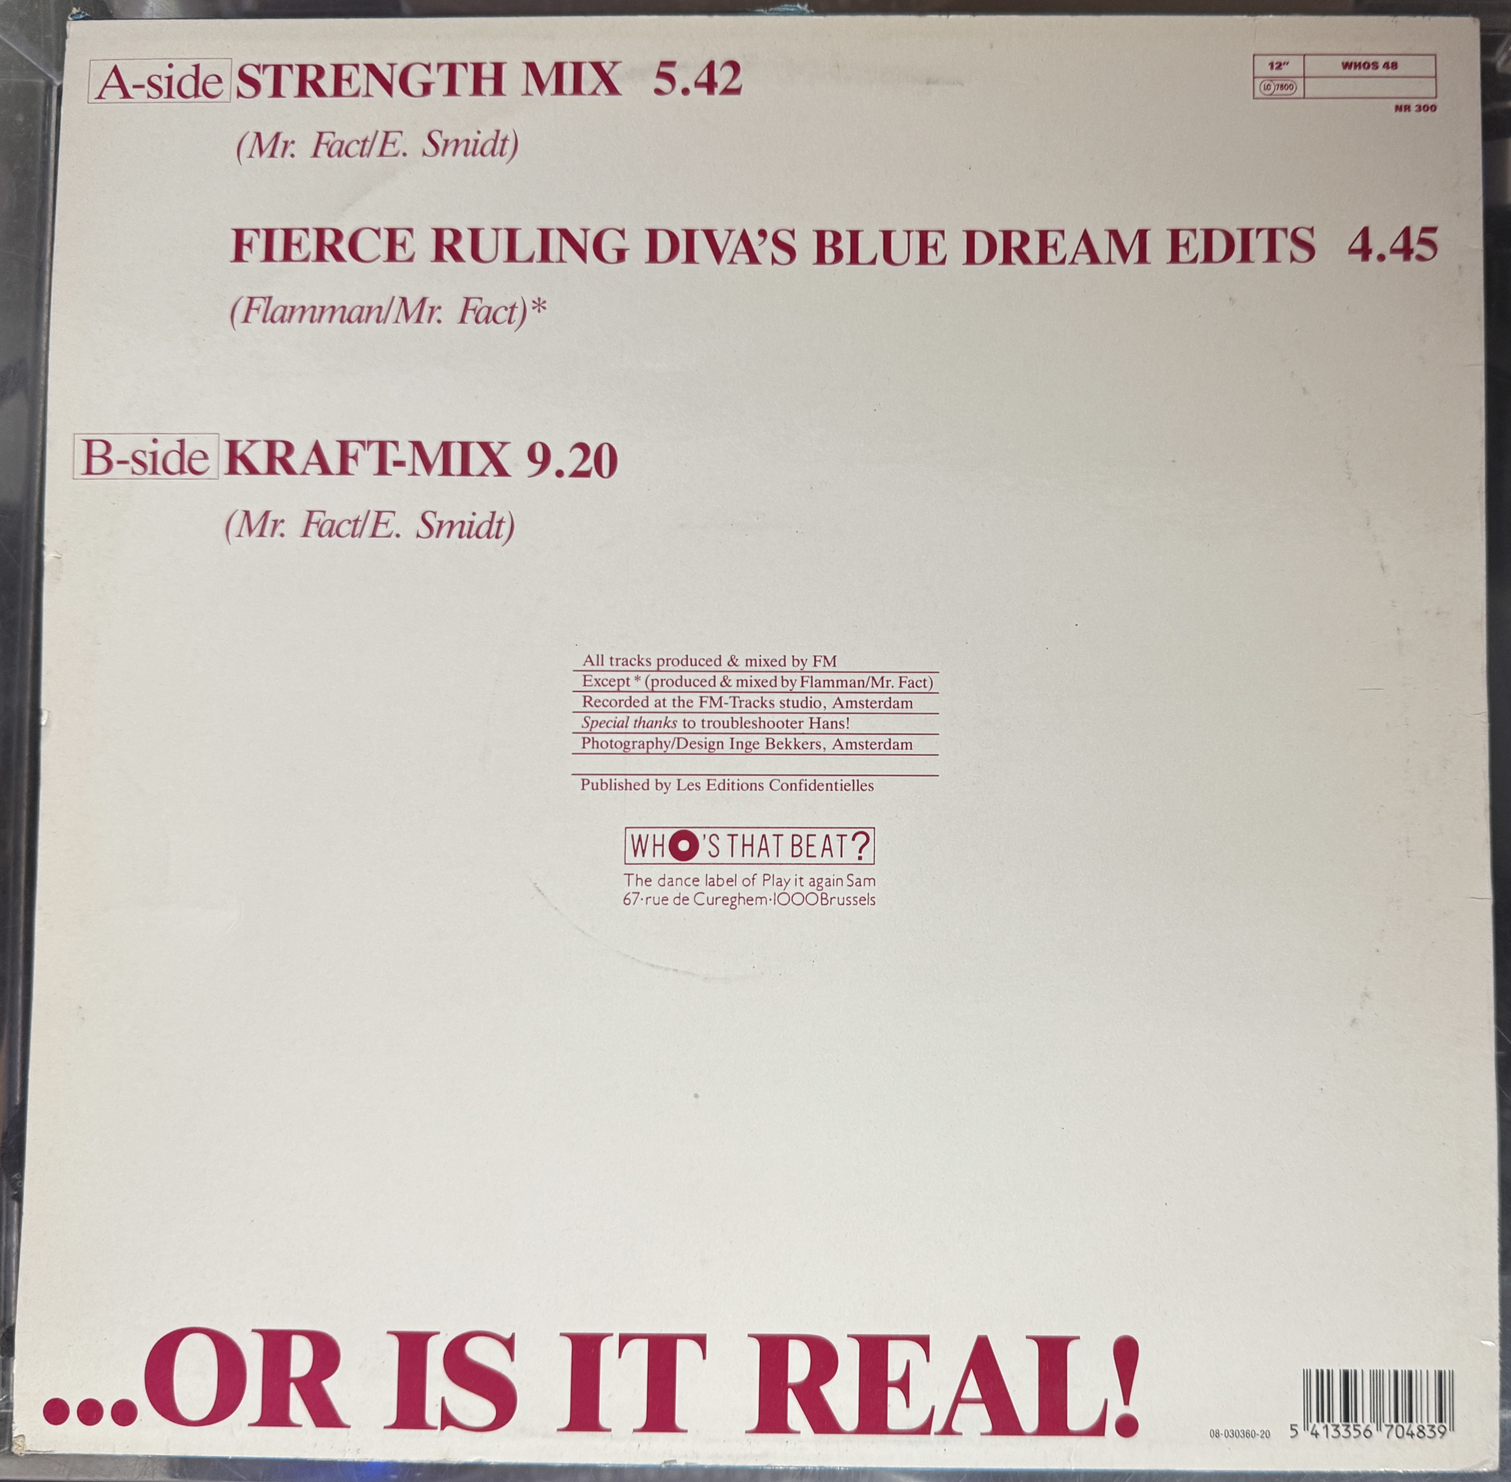 A-side STRENGTH MIX 5.42
(Mr. Fact/E. Smidt)
12" WHOS 48
LC 7800
NR 300
FIERCE RULING DIVA'S BLUE DREAM EDITS 4.45
(Flamman/Mr. Fact)*
B-side KRAFT-MIX 9.20
(Mr. Fact/E. Smidt)
All tracks produced & mixed by FM
Except * (produced & mixed by Flamman/Mr. Fact)
Recorded at the FM-Tracks studio, Amsterdam
Special thanks to troubleshooter Hans!
Photography/Design Inge Bekkers, Amsterdam
Published by Les Editions Confidentielles
WHO'S THAT BEAT?
The dance label of Play it again Sam
67·rue de Cureghem·1000 Brussels
...OR IS IT REAL!
08-030360-20
5 413356 704839